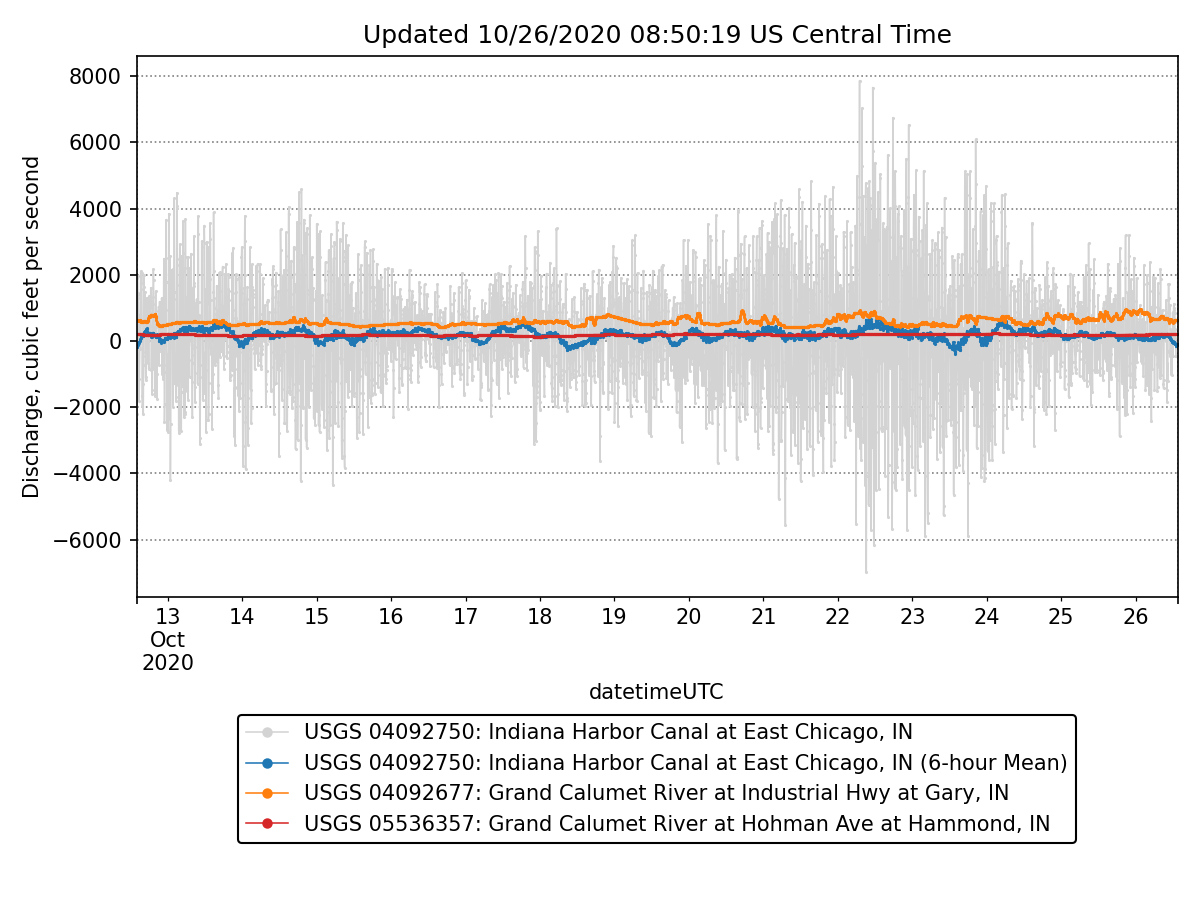 Updated 10/26/2020 08:50:19 US Central Time
Discharge, cubic feet per second
8000
6000
4000
2000
0
−2000
−4000
−6000
13 14 15 16 17 18 19 20 21 22 23 24 25 26
Oct
2020
datetimeUTC
USGS 04092750: Indiana Harbor Canal at East Chicago, IN
USGS 04092750: Indiana Harbor Canal at East Chicago, IN (6-hour Mean)
USGS 04092677: Grand Calumet River at Industrial Hwy at Gary, IN
USGS 05536357: Grand Calumet River at Hohman Ave at Hammond, IN